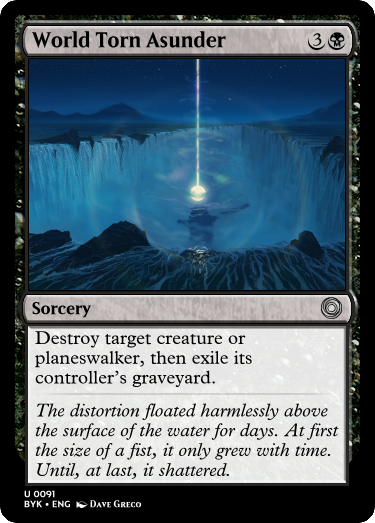 World Torn Asunder 3
Sorcery
Destroy target creature or
planeswalker, then exile its
controller's graveyard.
The distortion floated harmlessly above
the surface of the water for days. At first
the size of a fist, it only grew with time.
Until, at last, it shattered.
U 0091
BYK • ENG Dave Greco